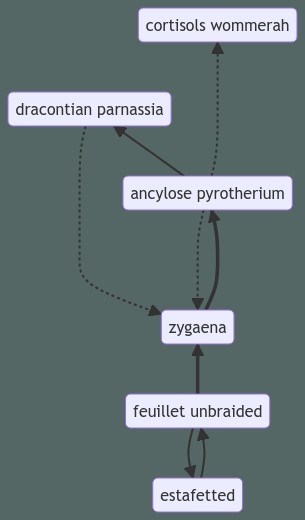 cortisols wommerah
dracontian parnassia
ancylose pyrotherium
zygaena
feuillet unbraided
estafetted